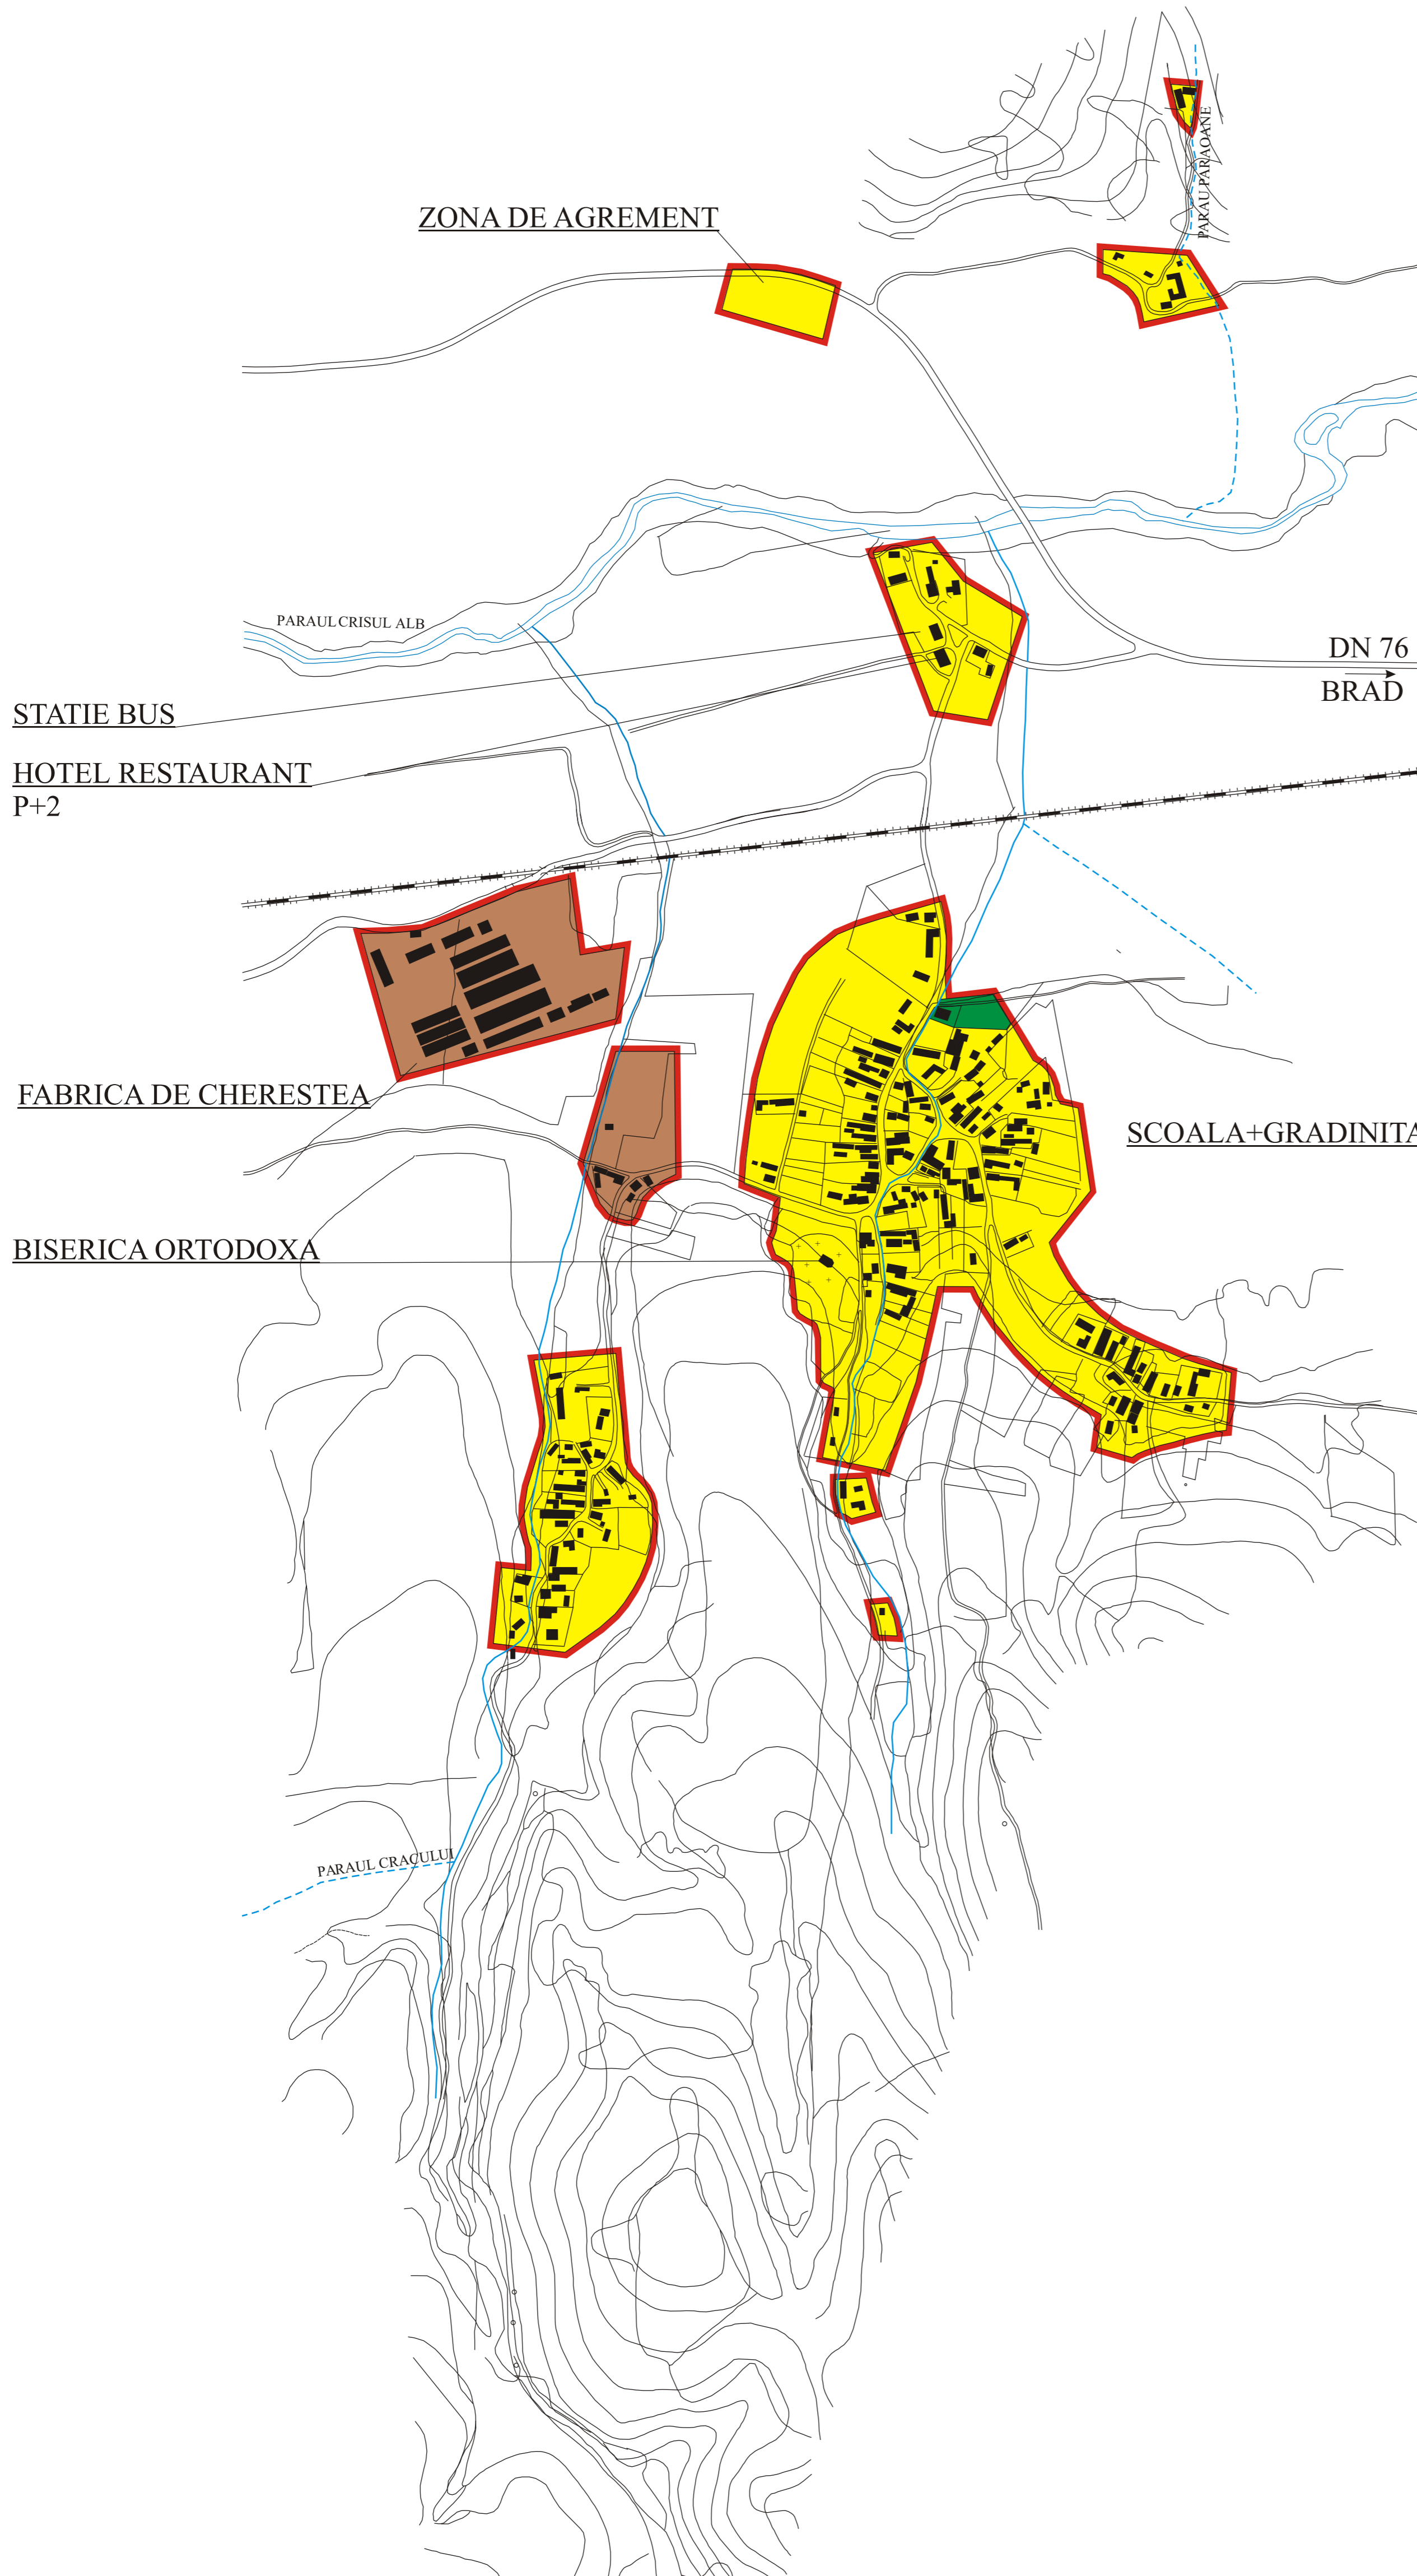 PARAU PARAOANE
ZONA DE AGREMENT
PARAUL CRISUL ALB
DN 76
BRAD
STATIE BUS
HOTEL RESTAURANT
P+2
FABRICA DE CHERESTEA
SCOALA+GRADINITA
BISERICA ORTODOXA
PARAUL CRACULUI